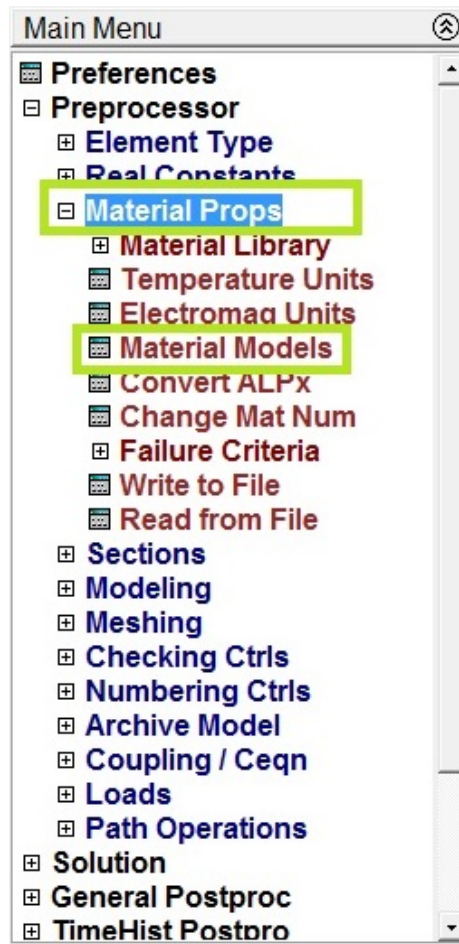 Main Menu
Preferences
Preprocessor
Element Type
Real Constants
Material Props
Material Library
Temperature Units
Electromag Units
Material Models
Convert ALPx
Change Mat Num
Failure Criteria
Write to File
Read from File
Sections
Modeling
Meshing
Checking Ctrls
Numbering Ctrls
Archive Model
Coupling / Ceqn
Loads
Path Operations
Solution
General Postproc
TimeHist Postpro